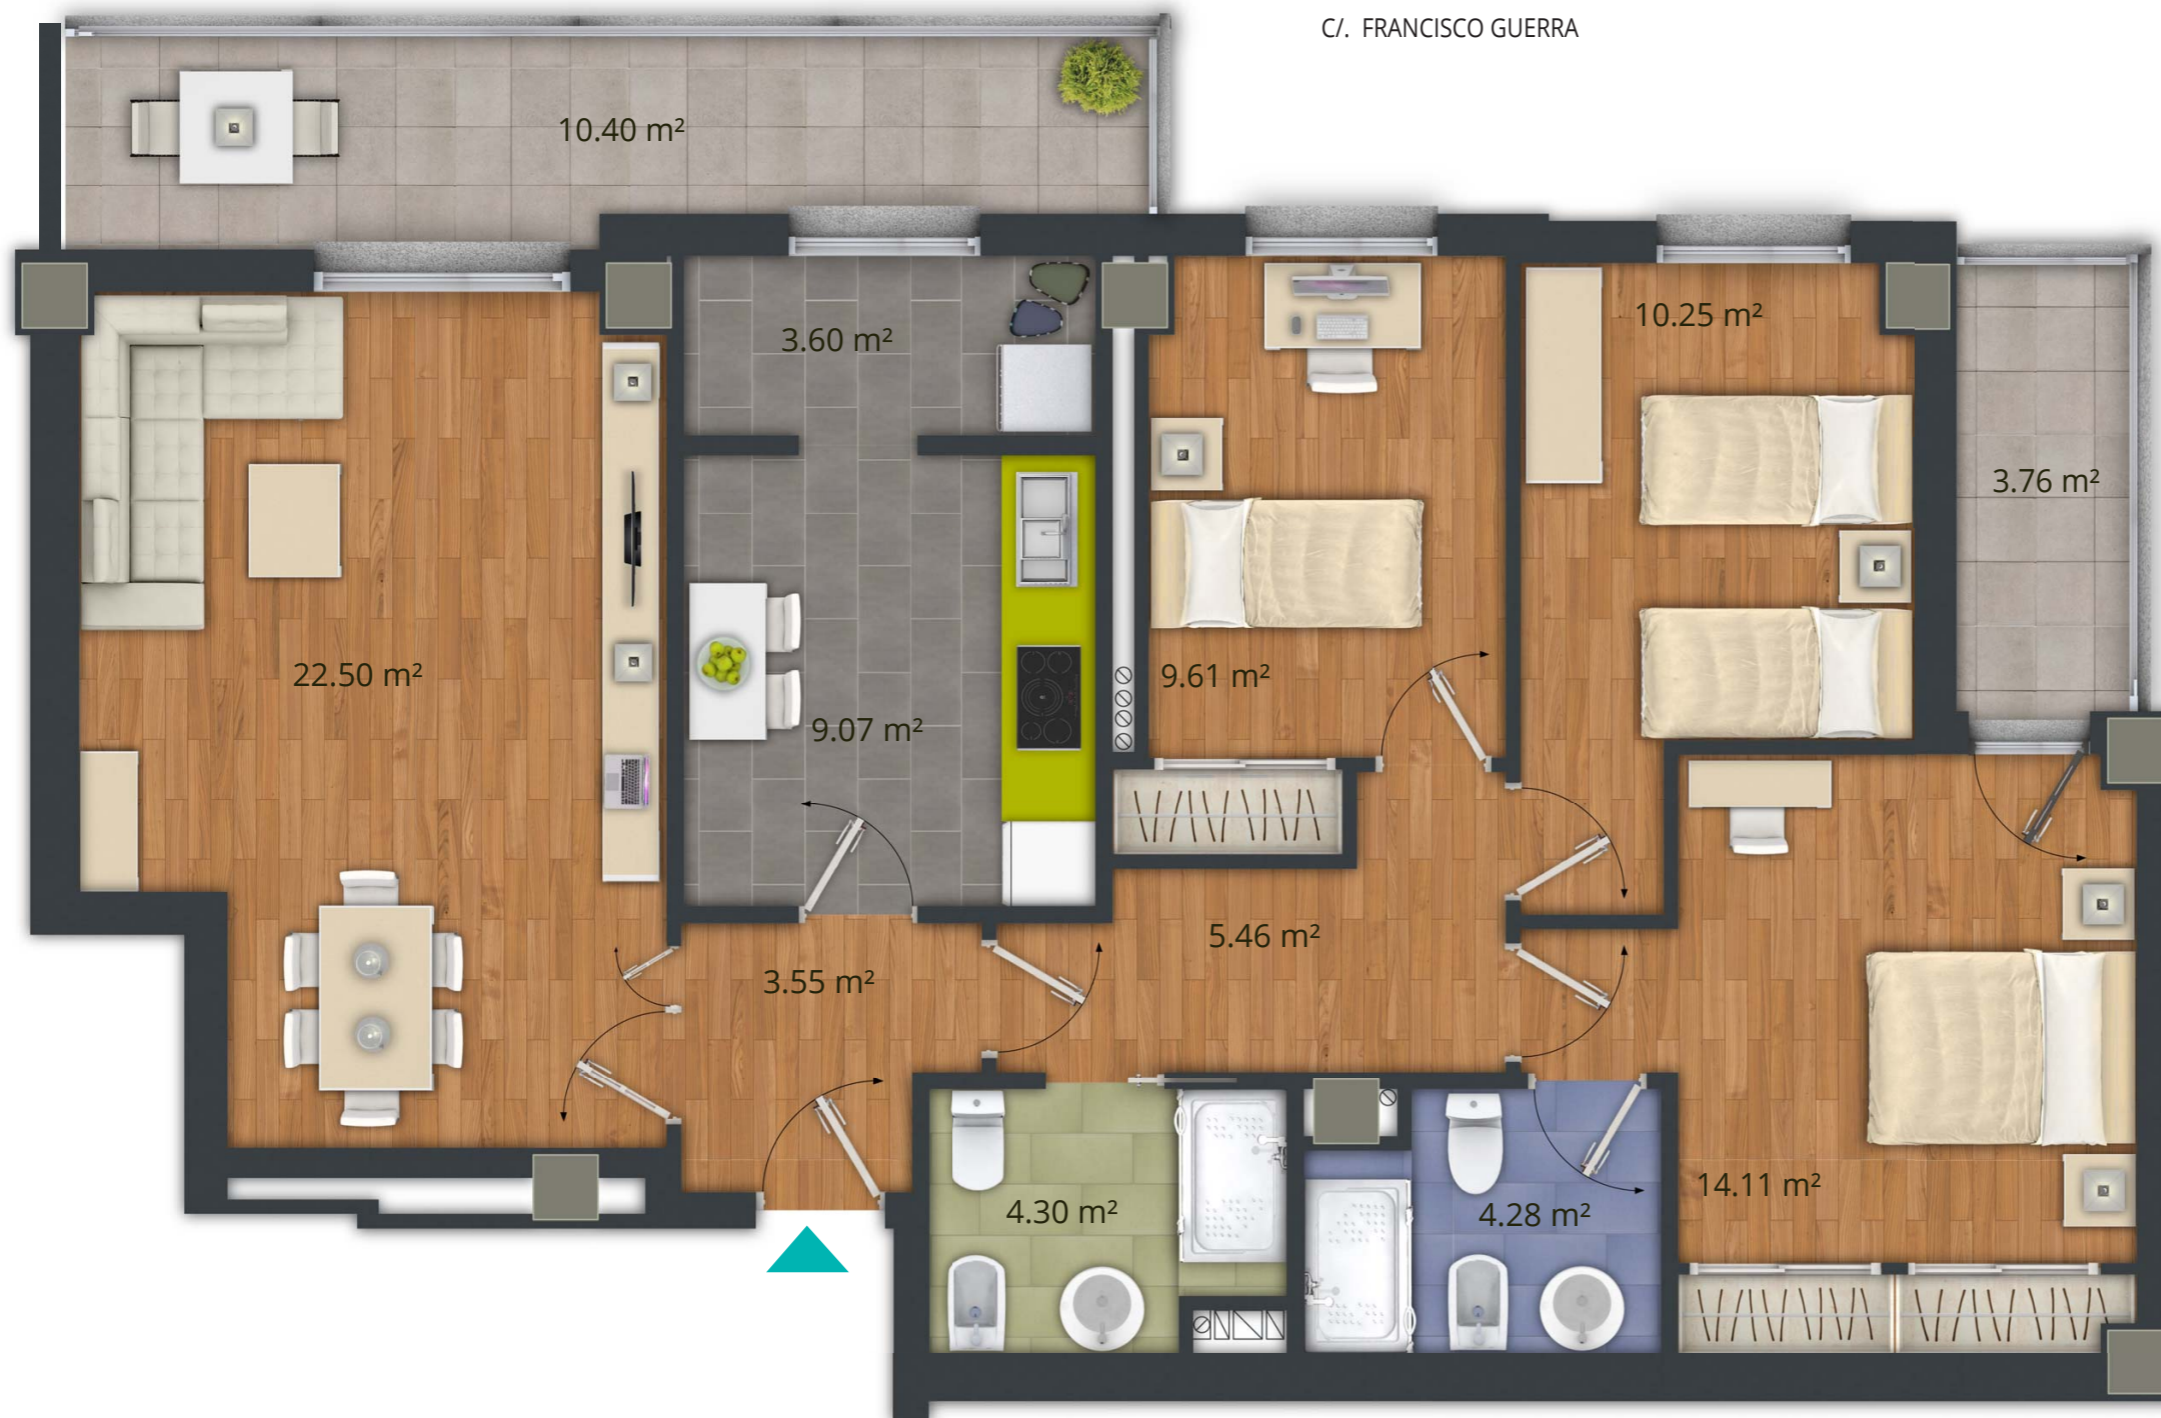 C/. FRANCISCO GUERRA
10.40 m²
3.60 m²
10.25 m²
3.76 m²
22.50 m²
9.61 m²
9.07 m²
5.46 m²
3.55 m²
14.11 m²
4.30 m²
4.28 m²